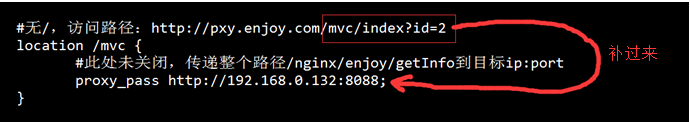 #无/，访问路径：http://pxy.enjoy.com/mvc/index?id=2
location /mvc {
#此处未关闭，传递整个路径/nginx/enjoy/getInfo到目标ip:port
proxy_pass http://192.168.0.132:8088;
}
补过来